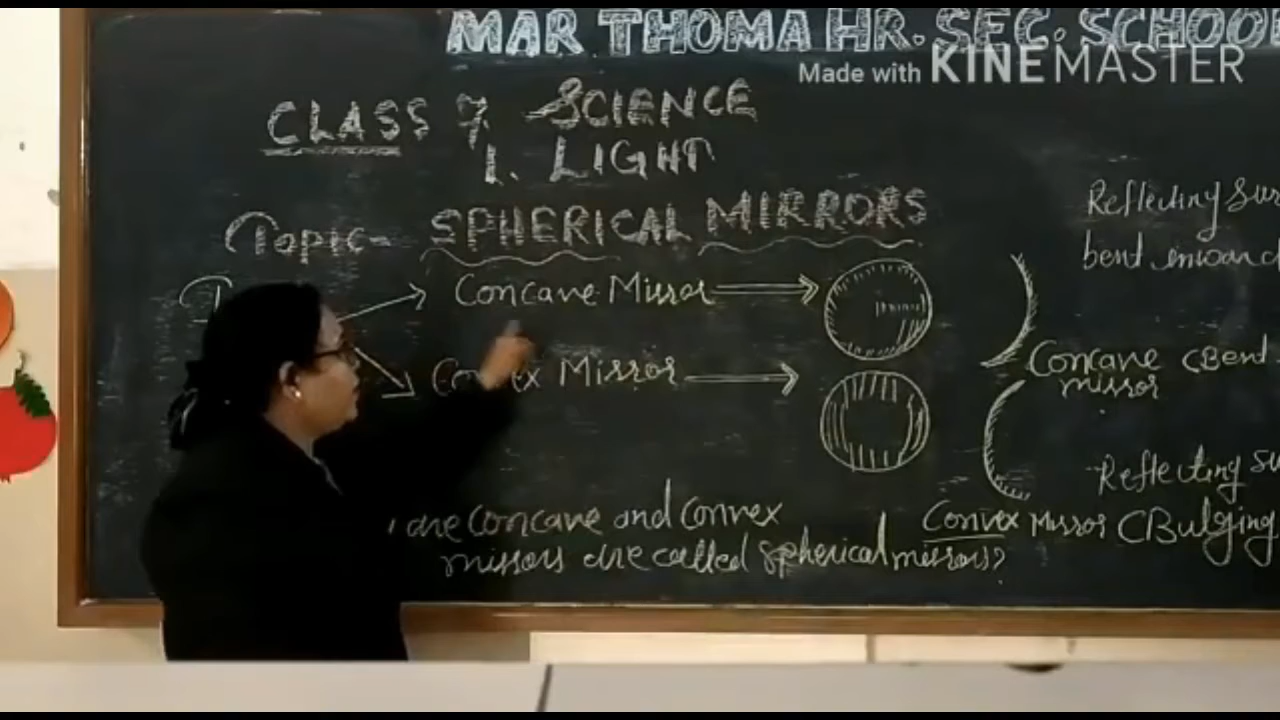 MAR THOMA HR. SEC. SCHOOL
Made with KINEMASTER
CLASS 7. SCIENCE
1. LIGHT
Topic- SPHERICAL MIRRORS
Concave Mirror
Convex Mirror
Reflecting Sur
bent inward
Concave (Bent
mirror
Reflecting Su
Convex Mirror (Bulging
are Concave and Convex
mirrors are called Spherical mirrors?